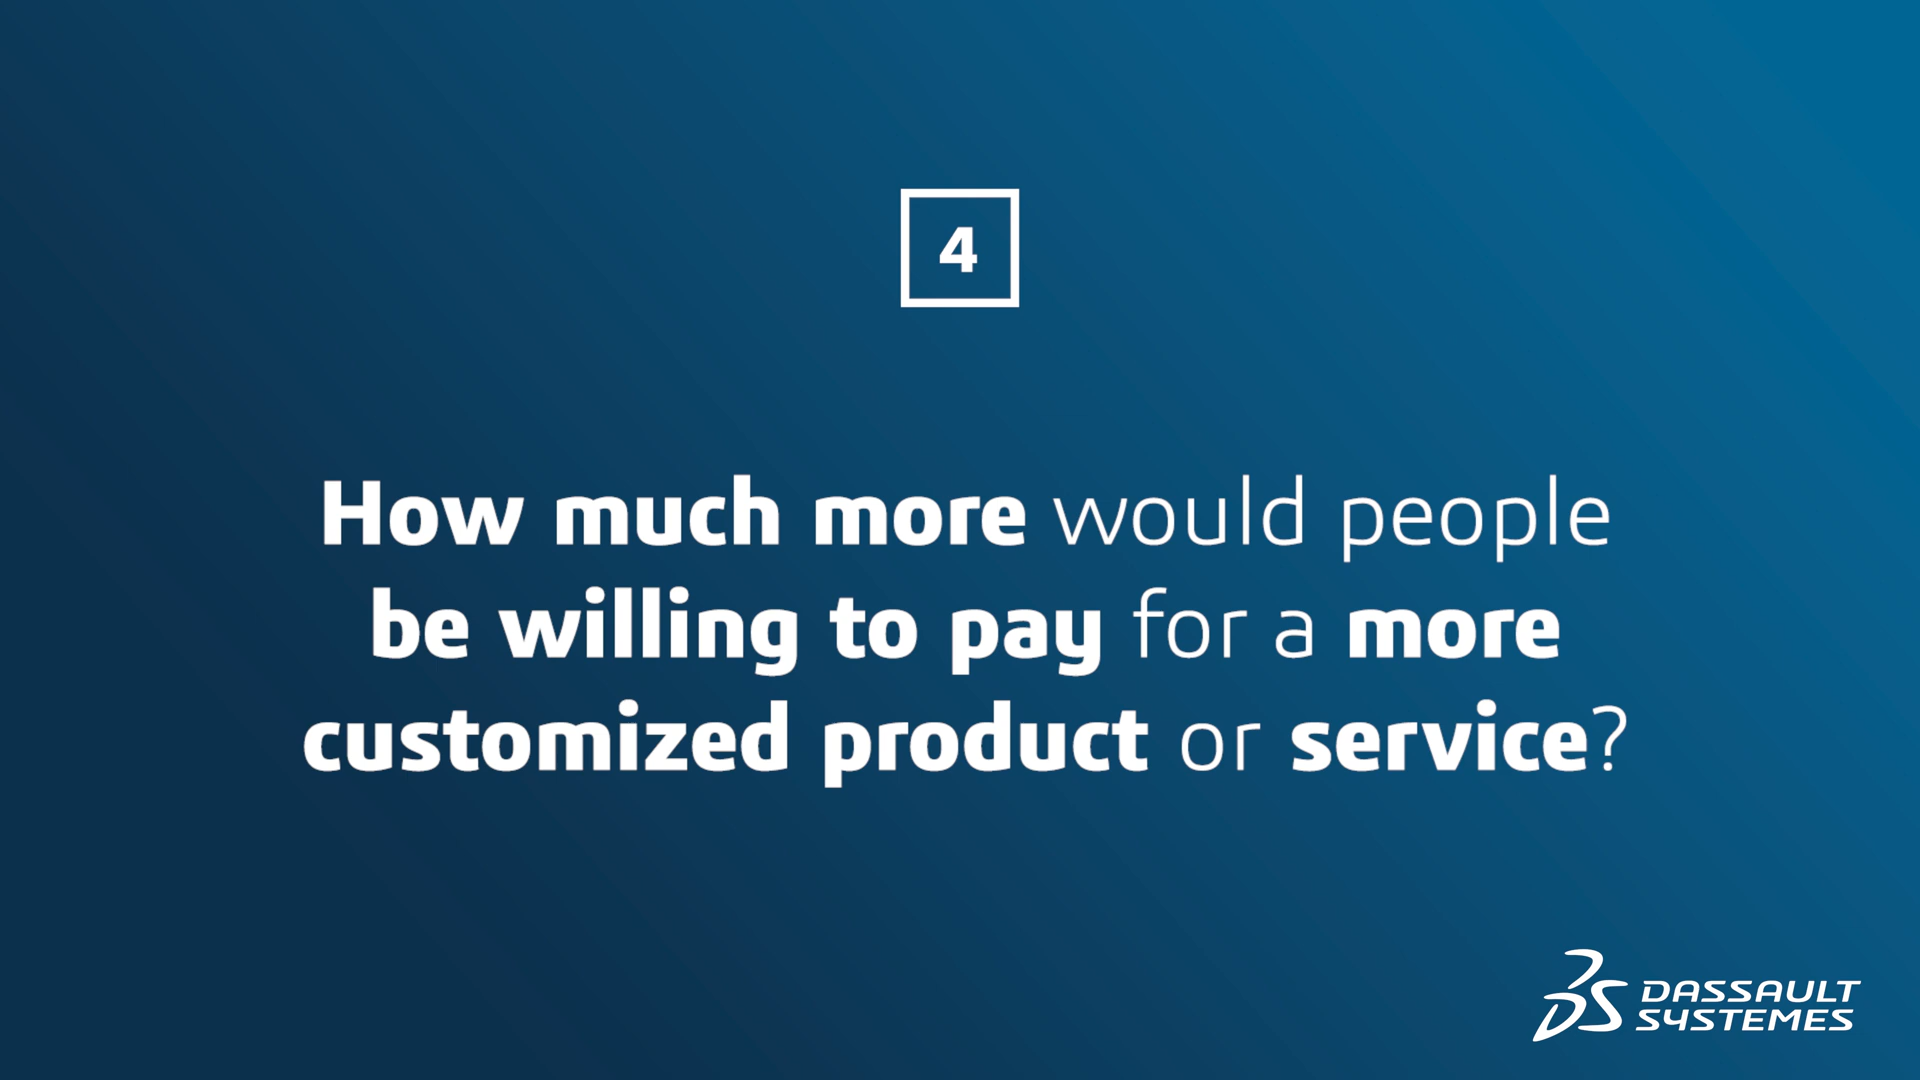 4
How much more would people
be willing to pay for a more
customized product or service?
DASSAULT
SYSTEMES